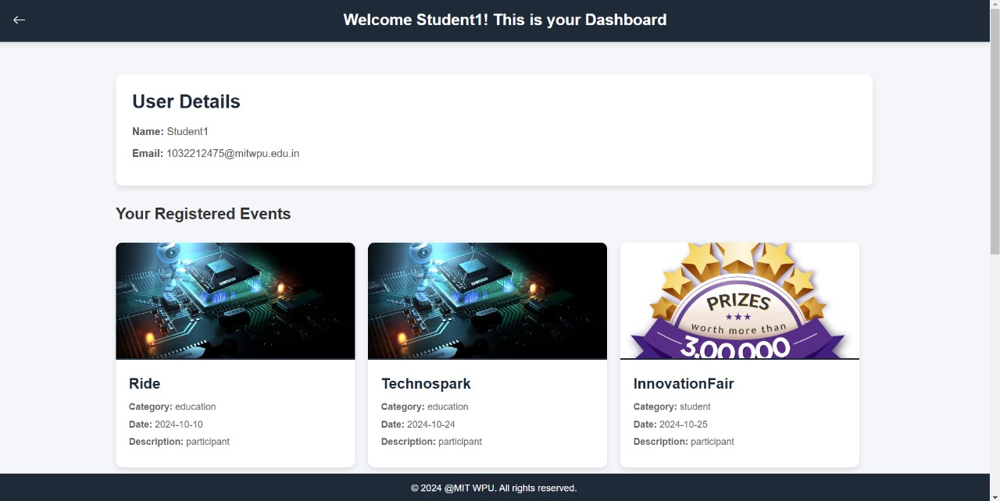 Welcome Student1! This is your Dashboard
User Details
Name: Student1
Email: 1032212475@mitwpu.edu.in
Your Registered Events
PRIZES
worth more than
3,00,000
Ride
Category: education
Date: 2024-10-10
Description: participant
Technospark
Category: education
Date: 2024-10-24
Description: participant
InnovationFair
Category: student
Date: 2024-10-25
Description: participant
© 2024 @MIT WPU. All rights reserved.